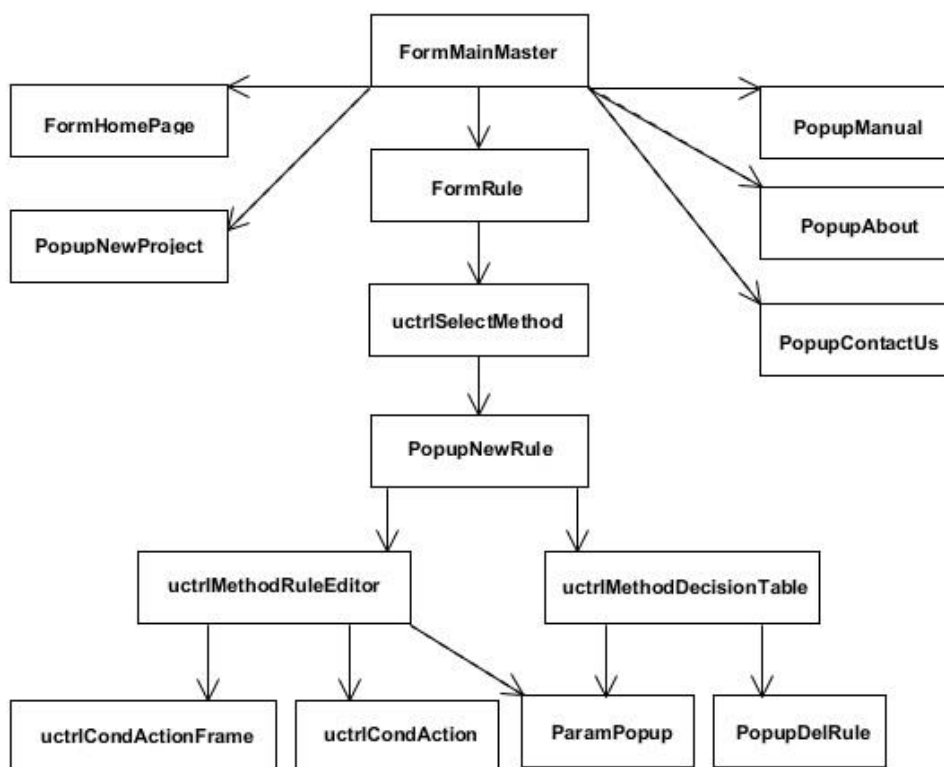 FormMainMaster
FormHomePage
PopupManual
FormRule
PopupNewProject
PopupAbout
uctrlSelectMethod
PopupContactUs
PopupNewRule
uctrlMethodRuleEditor
uctrlMethodDecisionTable
uctrlCondActionFrame
uctrlCondAction
ParamPopup
PopupDelRule